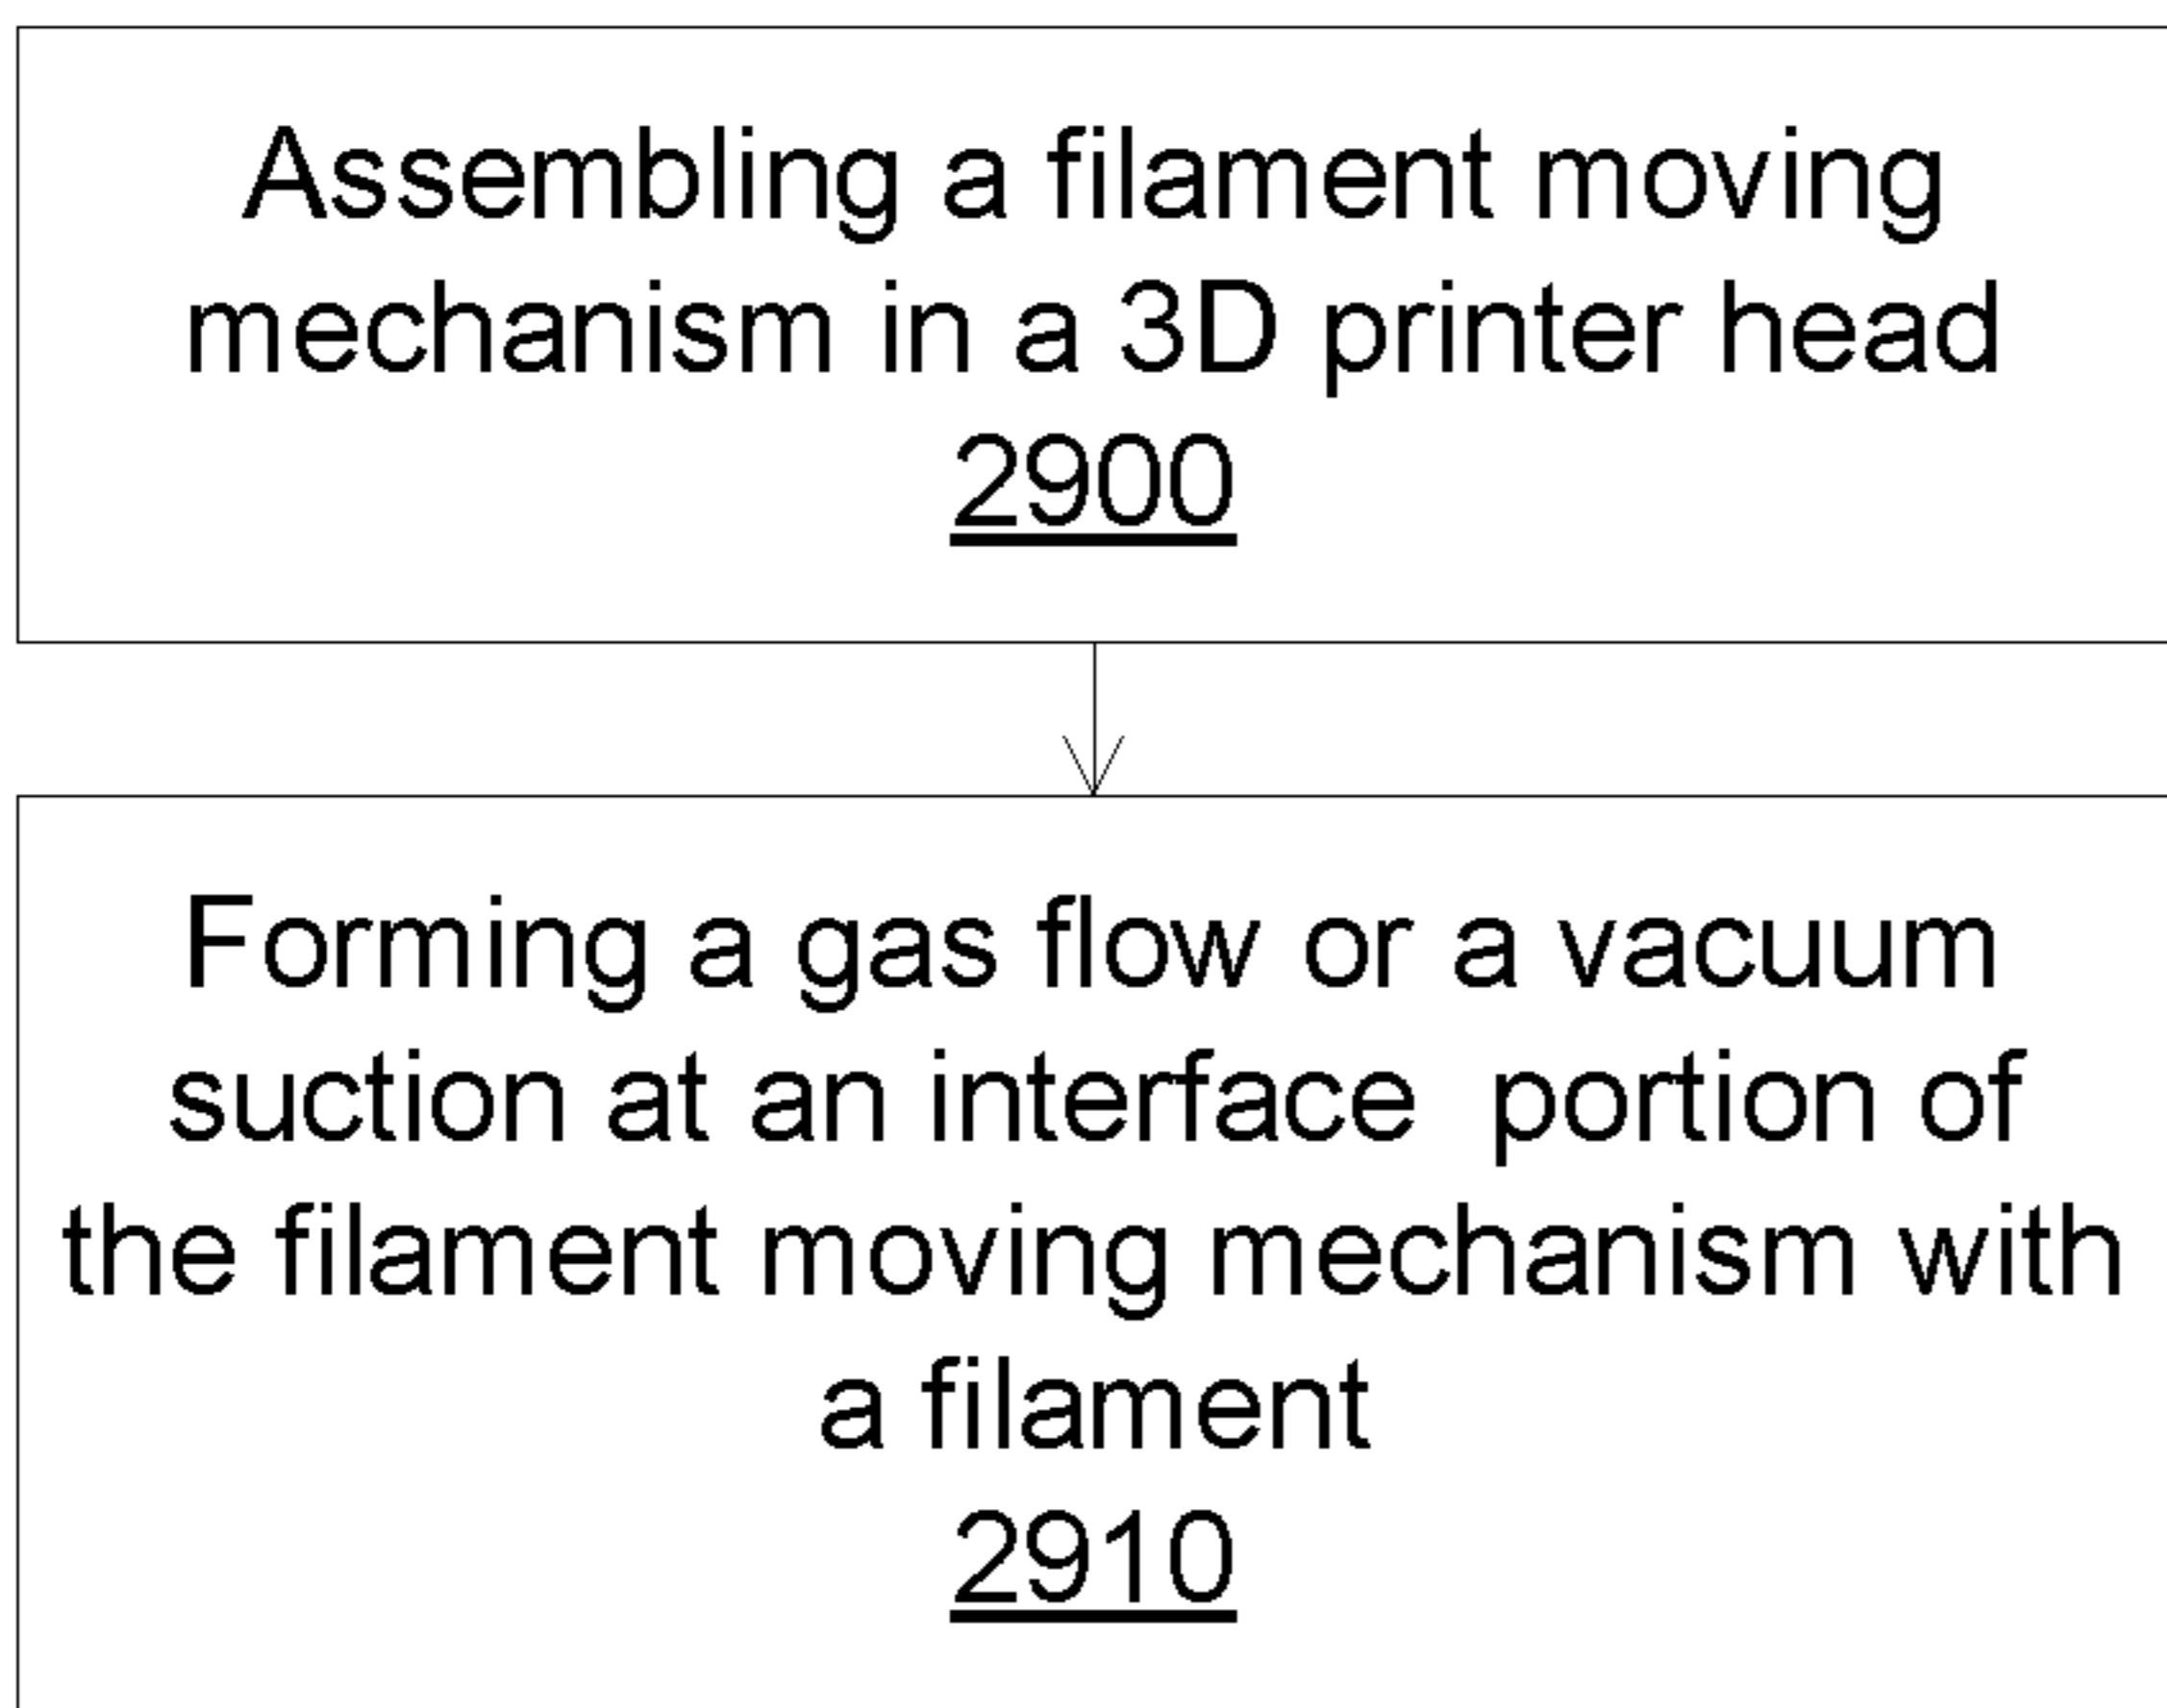 Assembling a filament moving
mechanism in a 3D printer head
2900
Forming a gas flow or a vacuum
suction at an interface  portion of
the filament moving mechanism with
a filament
2910